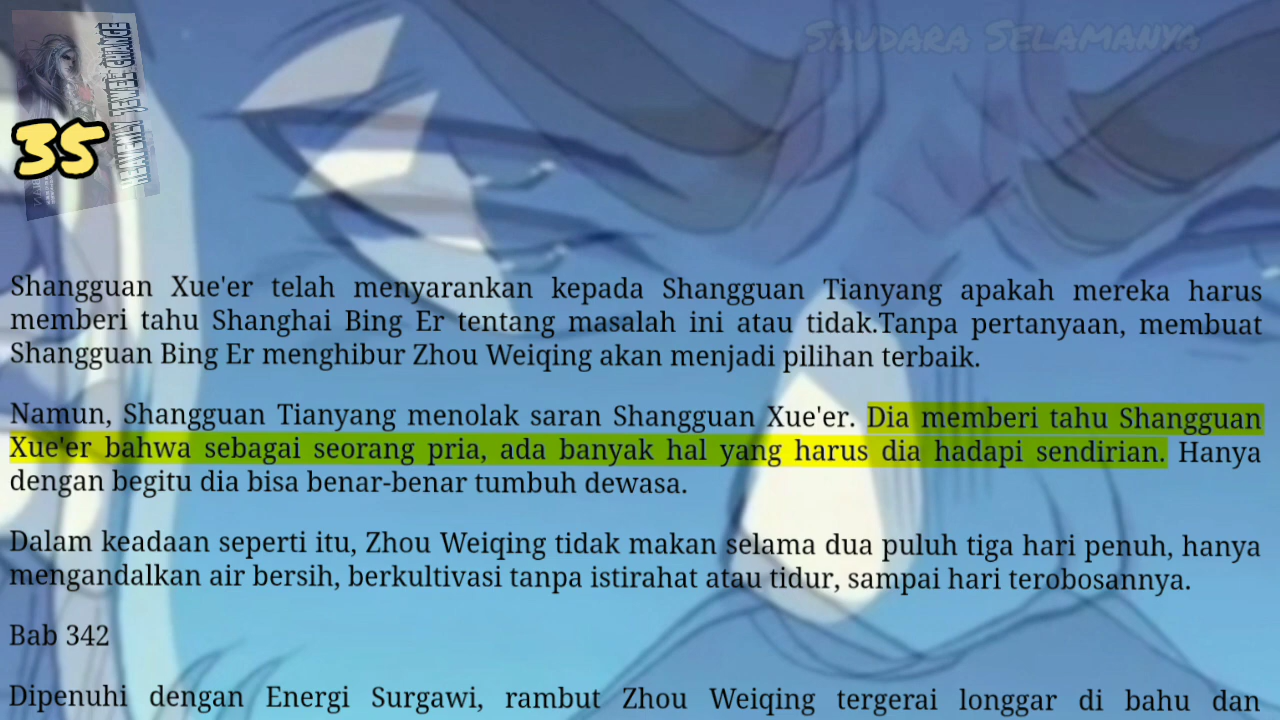 Saudara Selamanya
HEAVENLY JEWEL CHANGE
35
Shangguan Xue'er telah menyarankan kepada Shangguan Tianyang apakah mereka harus
memberi tahu Shanghai Bing Er tentang masalah ini atau tidak.Tanpa pertanyaan, membuat
Shangguan Bing Er menghibur Zhou Weiqing akan menjadi pilihan terbaik.
Namun, Shangguan Tianyang menolak saran Shangguan Xue'er. Dia memberi tahu Shangguan
Xue'er bahwa sebagai seorang pria, ada banyak hal yang harus dia hadapi sendirian. Hanya
dengan begitu dia bisa benar-benar tumbuh dewasa.
Dalam keadaan seperti itu, Zhou Weiqing tidak makan selama dua puluh tiga hari penuh, hanya
mengandalkan air bersih, berkultivasi tanpa istirahat atau tidur, sampai hari terobosannya.
Bab 342
Dipenuhi dengan Energi Surgawi, rambut Zhou Weiqing tergerai longgar di bahu dan